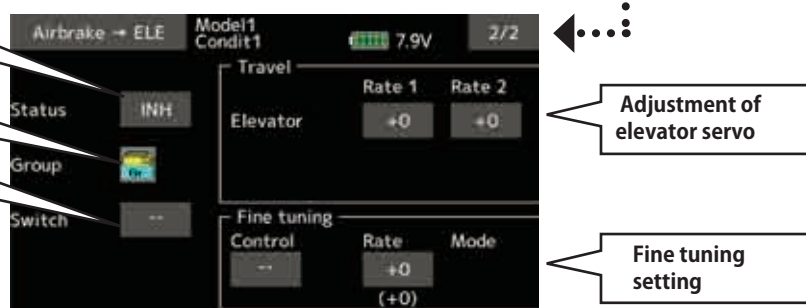 Airbrake → ELE
Model1
Condit1
7.9V
2/2
Travel
Rate 1 Rate 2
Status INH
Elevator +0 +0
Group
Switch --
Fine tuning
Control Rate Mode
-- +0
(+0)
Adjustment of
elevator servo
Fine tuning
setting